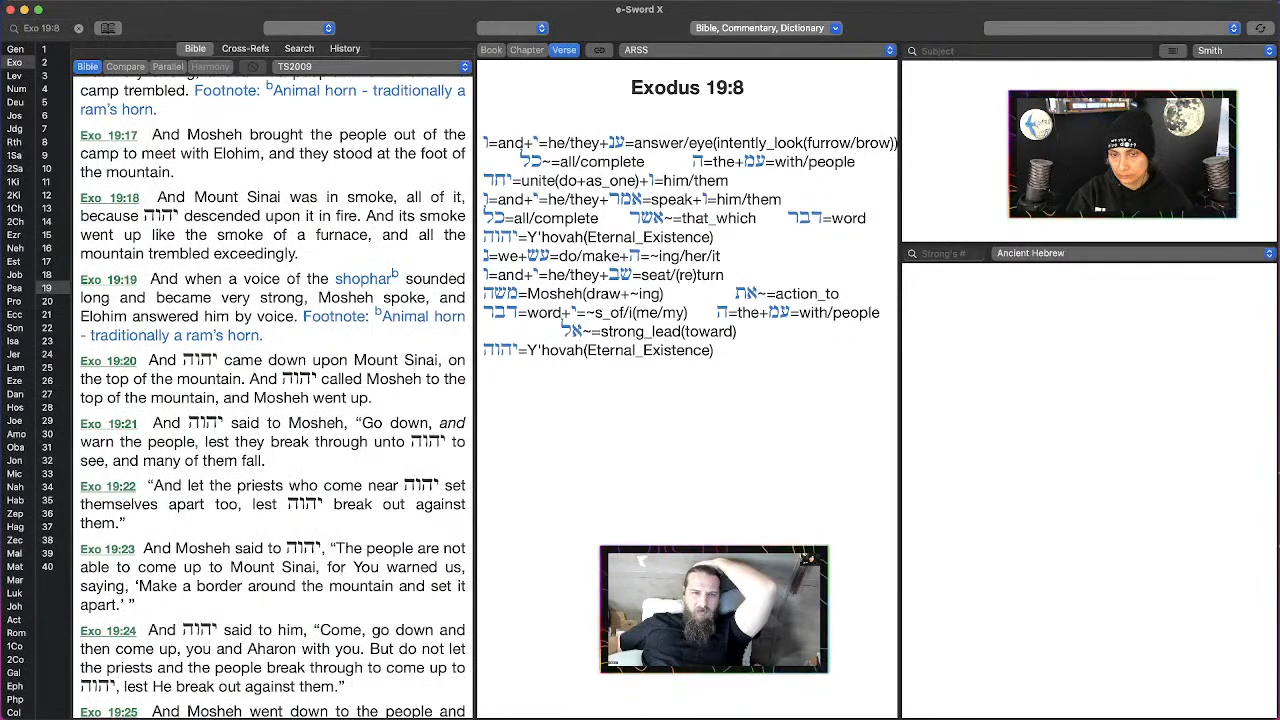 e-Sword X
Exo 19:8
Bible, Commentary, Dictionary
Bible Cross-Refs Search History
Bible Compare Parallel Harmony TS2009
Book Chapter Verse ARSS
Subject Smith
Strong's # Ancient Hebrew
Gen
Exo
Lev
Num
Deu
Jos
Jdg
Rth
1Sa
2Sa
1Ki
2Ki
1Ch
2Ch
Ezr
Neh
Est
Job
Psa
Pro
Ecc
Son
Isa
Jer
Lam
Eze
Dan
Hos
Joe
Amo
Oba
Jon
Mic
Nah
Hab
Zep
Hag
Zec
Mal
Mat
Mar
Luk
Joh
Act
Rom
1Co
2Co
Gal
Eph
Php
Col
1
2
3
4
5
6
7
8
9
10
11
12
13
14
15
16
17
18
19
20
21
22
23
24
25
26
27
28
29
30
31
32
33
34
35
36
37
38
39
40
camp trembled. Footnote: bAnimal horn - traditionally a
ram's horn.
Exo 19:17 And Mosheh brought the people out of the
camp to meet with Elohim, and they stood at the foot of
the mountain.
Exo 19:18 And Mount Sinai was in smoke, all of it,
because יהוה descended upon it in fire. And its smoke
went up like the smoke of a furnace, and all the
mountain trembled exceedingly.
Exo 19:19 And when a voice of the shopharb sounded
long and became very strong, Mosheh spoke, and
Elohim answered him by voice. Footnote: bAnimal horn
- traditionally a ram's horn.
Exo 19:20 And יהוה came down upon Mount Sinai, on
the top of the mountain. And יהוה called Mosheh to the
top of the mountain, and Mosheh went up.
Exo 19:21 And יהוה said to Mosheh, “Go down, and
warn the people, lest they break through unto יהוה to
see, and many of them fall.
Exo 19:22 “And let the priests who come near יהוה set
themselves apart too, lest יהוה break out against
them.”
Exo 19:23 And Mosheh said to יהוה, “The people are not
able to come up to Mount Sinai, for You warned us,
saying, ‘Make a border around the mountain and set it
apart.’ ”
Exo 19:24 And יהוה said to him, “Come, go down and
then come up, you and Aharon with you. But do not let
the priests and the people break through to come up to
יהוה, lest He break out against them.”
Exo 19:25 And Mosheh went down to the people and
Exodus 19:8
ו=and+י=he/they+ענ=answer/eye(intently_look(furrow/brow))
כל~=all/complete ה=the+עמ=with/people
יחד=unite(do+as_one)+ו=him/them
ו=and+י=he/they+אמר=speak+ו=him/them
כל=all/complete אשר~=that_which דבר=word
יהוה=Y'hovah(Eternal_Existence)
נ=we+עש=do/make+ה=~ing/her/it
ו=and+י=he/they+שב=seat/(re)turn
משה=Mosheh(draw+~ing) את~=action_to
דבר=word+י=~s_of/i(me/my) ה=the+עמ=with/people
אל~=strong_lead(toward)
יהוה=Y'hovah(Eternal_Existence)